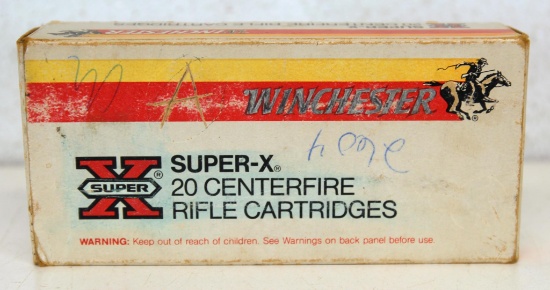 WINCHESTER®
X SUPER ®
SUPER-X®
20 CENTERFIRE
RIFLE CARTRIDGES
WARNING: Keep out of reach of children. See Warnings on back panel before use.
A